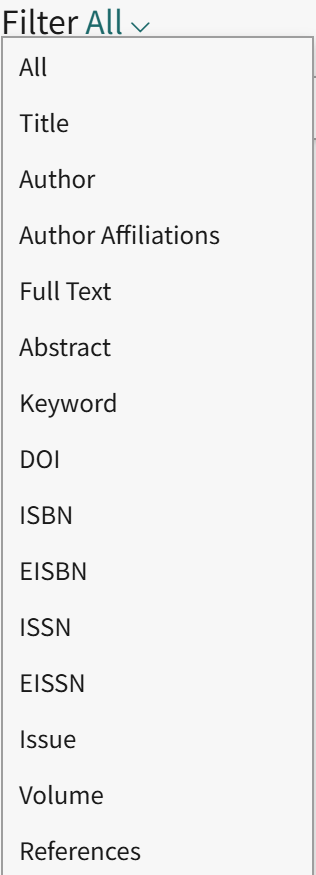 Filter All
All
Title
Author
Author Affiliations
Full Text
Abstract
Keyword
DOI
ISBN
EISBN
ISSN
EISSN
Issue
Volume
References